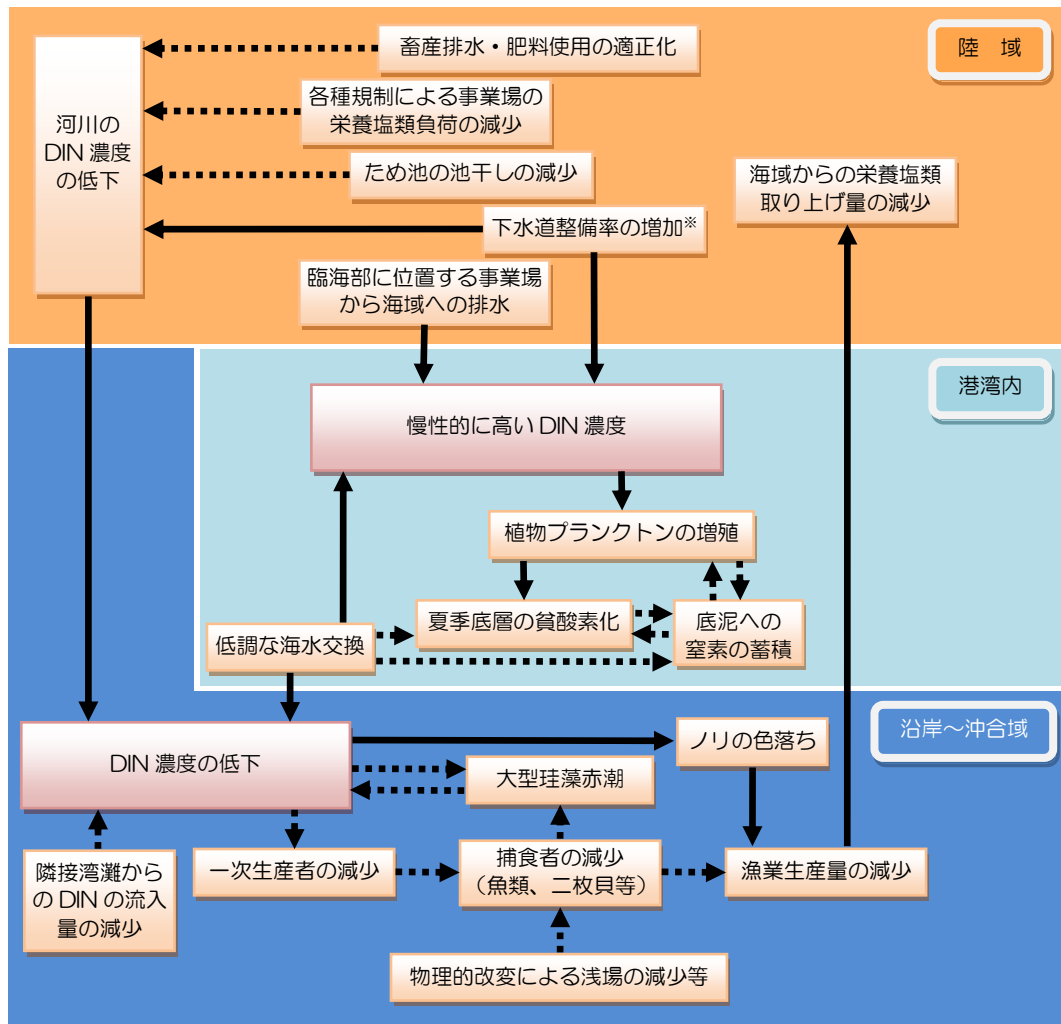 畜産排水・肥料使用の適正化
陸　域
各種規制による事業場の
栄養塩類負荷の減少
河川の
DIN 濃度
の低下
ため池の池干しの減少
海域からの栄養塩類
取り上げ量の減少
下水道整備率の増加※
臨海部に位置する事業場
から海域への排水
港湾内
慢性的に高い DIN 濃度
植物プランクトンの増殖
夏季底層の貧酸素化
底泥への
窒素の蓄積
低調な海水交換
沿岸～沖合域
DIN 濃度の低下
ノリの色落ち
大型珪藻赤潮
隣接湾灘から
の DIN の流入
量の減少
一次生産者の減少
捕食者の減少
（魚類、二枚貝等）
漁業生産量の減少
物理的改変による浅場の減少等